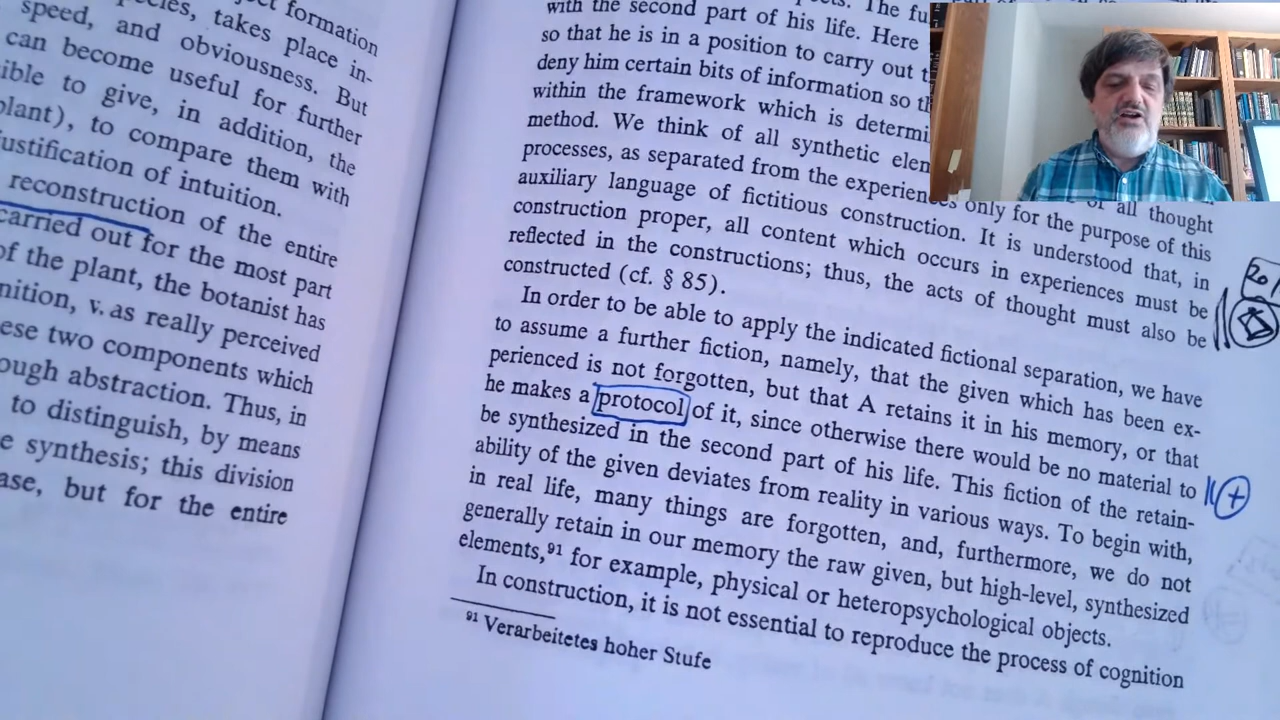 ject formation
cies, takes place in-
speed, and obviousness. But
can become useful for further
ible to give, in addition, the
plant), to compare them with
justification of intuition.
reconstruction of the entire
carried out for the most part
of the plant, the botanist has
nition, v. as really perceived
ese two components which
ough abstraction. Thus, in
to distinguish, by means
e synthesis; this division
ase, but for the entire
with the second part of his life. Here
so that he is in a position to carry out t
deny him certain bits of information so th
within the framework which is determi
method. We think of all synthetic elem
processes, as separated from the experiences only for the purpose of this
auxiliary language of fictitious construction. It is understood that, in
construction proper, all content which occurs in experiences must be
reflected in the constructions; thus, the acts of thought must also be
constructed (cf. § 85).
In order to be able to apply the indicated fictional separation, we have
to assume a further fiction, namely, that the given which has been ex-
perienced is not forgotten, but that A retains it in his memory, or that
he makes a protocol of it, since otherwise there would be no material to
be synthesized in the second part of his life. This fiction of the retain-
ability of the given deviates from reality in various ways. To begin with,
in real life, many things are forgotten, and, furthermore, we do not
generally retain in our memory the raw given, but high-level, synthesized
elements,⁹¹ for example, physical or heteropsychological objects.
In construction, it is not essential to reproduce the process of cognition
⁹¹ Verarbeitetes hoher Stufe
of all thought